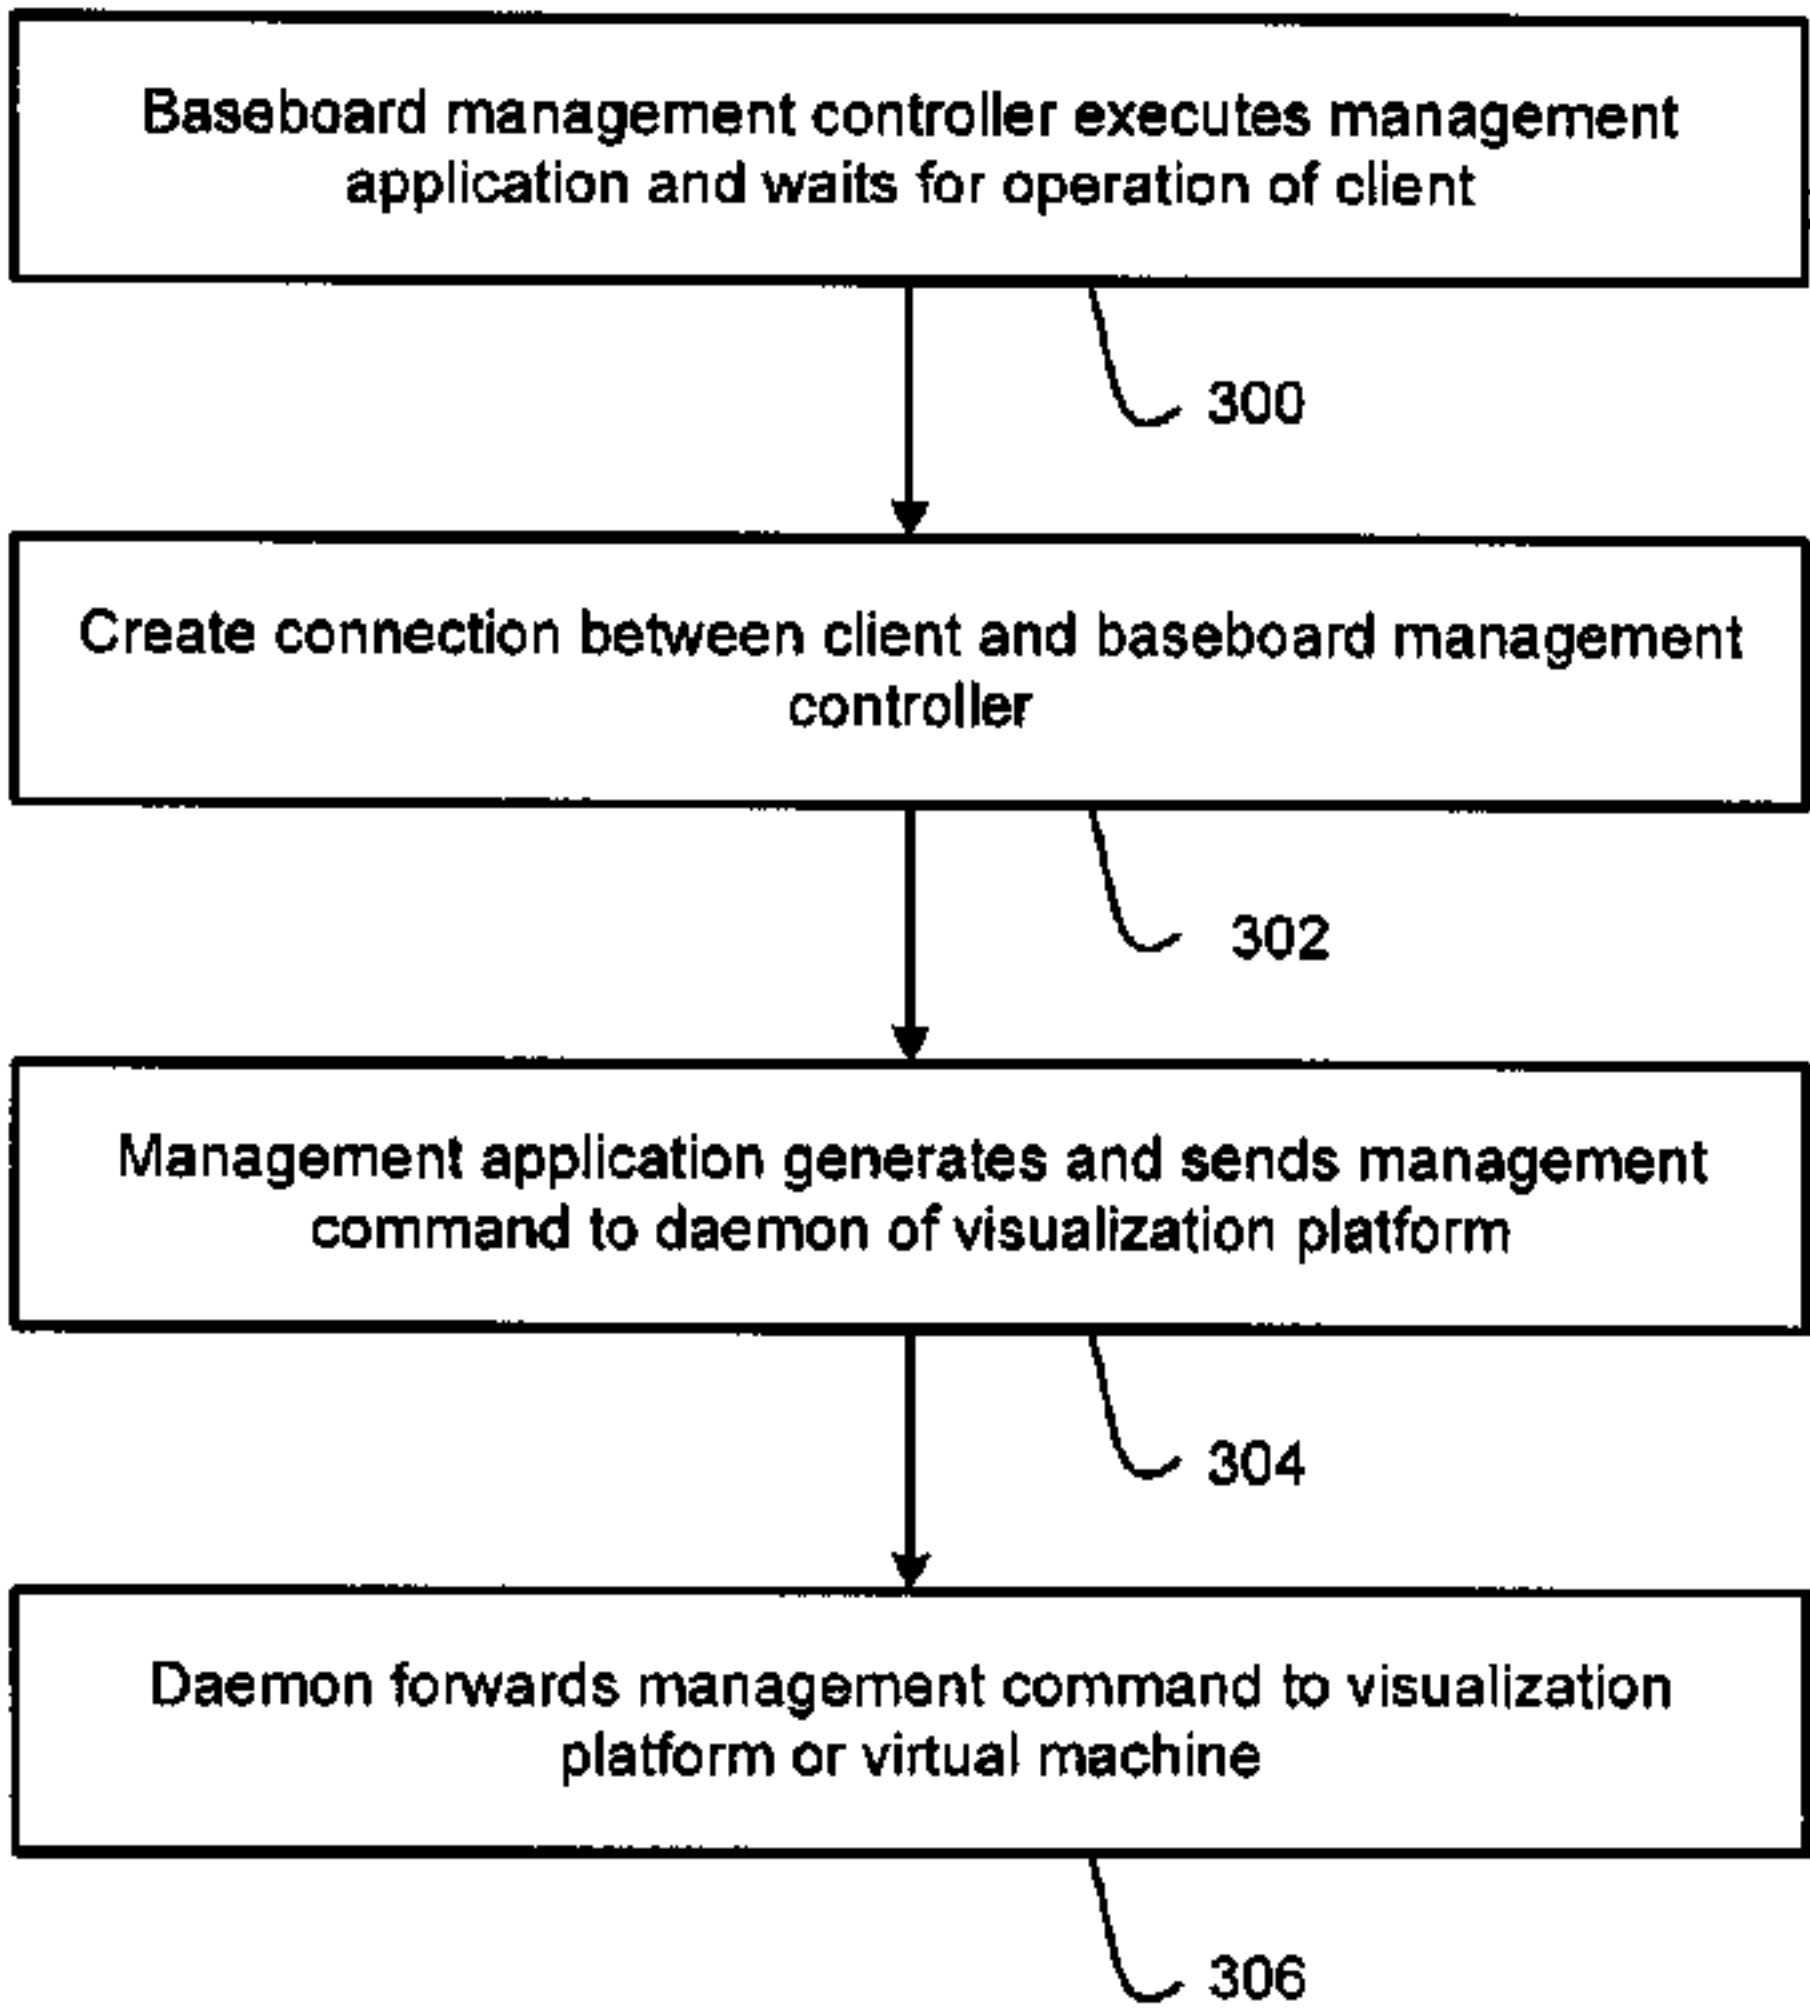 Baseboard management controller executes management
application and waits for operation of client
300
Create connection between client and baseboard management
controller
302
Management application generates and sends management
command to daemon of visualization platform
304
Daemon forwards management command to visualization
platform or virtual machine
306